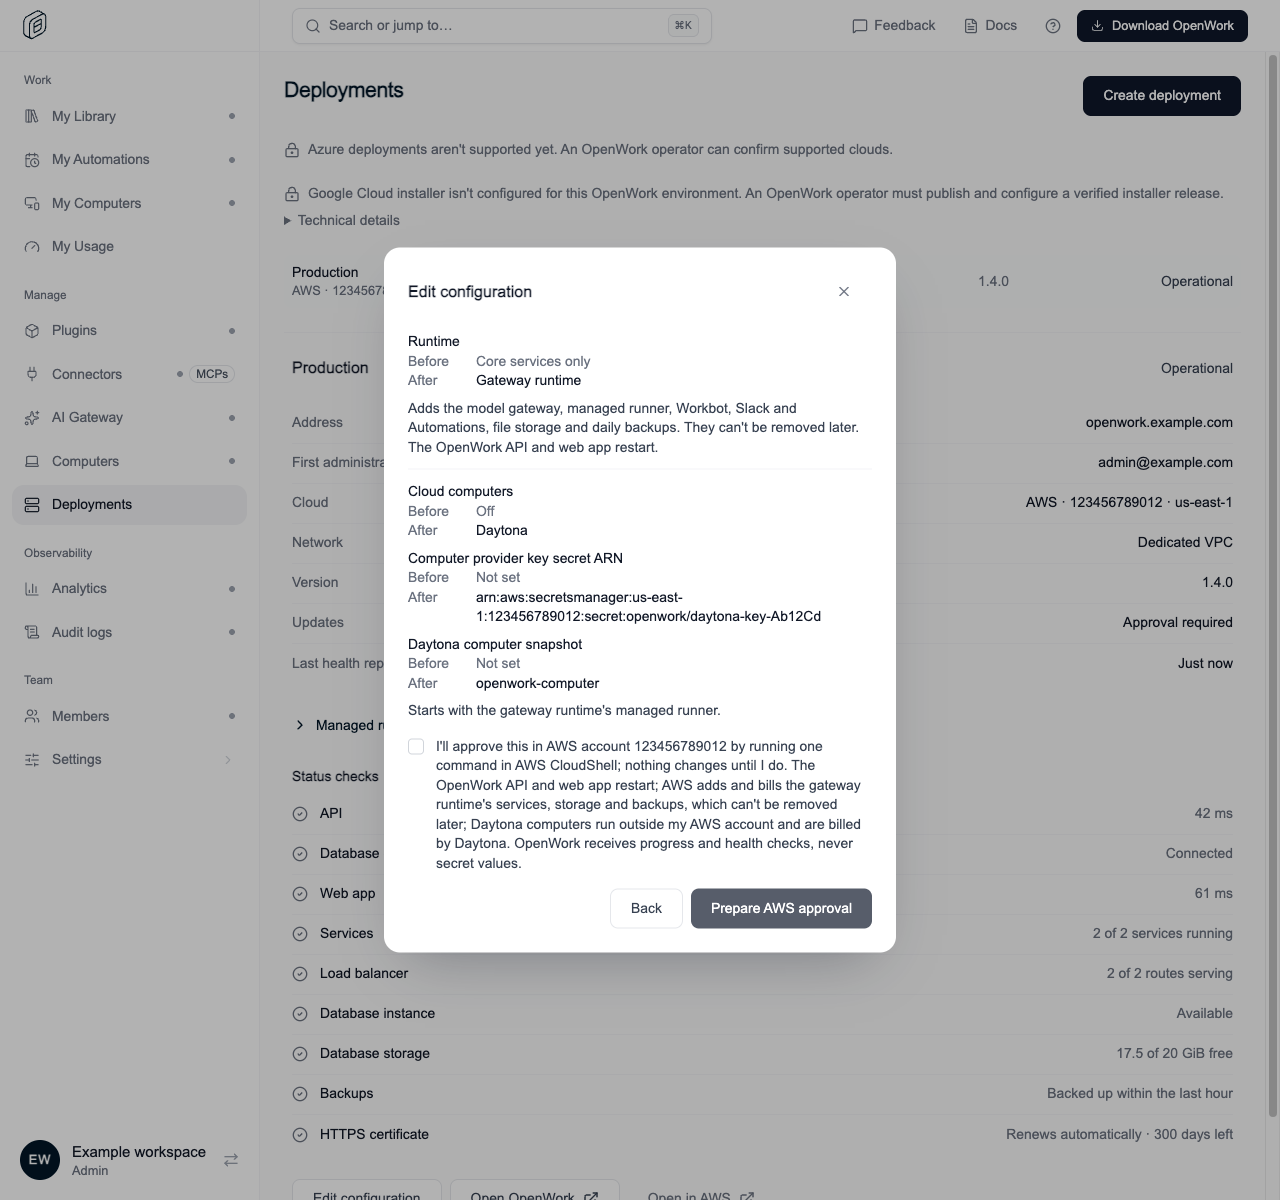 Search or jump to…
⌘K
Feedback
Docs
Download OpenWork
Work
My Library
My Automations
My Computers
My Usage
Manage
Plugins
Connectors
MCPs
AI Gateway
Computers
Deployments
Observability
Analytics
Audit logs
Team
Members
Settings
EW
Example workspace
Admin
Deployments
Create deployment
Azure deployments aren't supported yet. An OpenWork operator can confirm supported clouds.
Google Cloud installer isn't configured for this OpenWork environment. An OpenWork operator must publish and configure a verified installer release.
Technical details
Production
AWS · 1234567
1.4.0
Operational
Production
Operational
Address
openwork.example.com
First administra
admin@example.com
Cloud
AWS · 123456789012 · us-east-1
Network
Dedicated VPC
Version
1.4.0
Updates
Approval required
Last health rep
Just now
Managed r
Status checks
API
42 ms
Database
Connected
Web app
61 ms
Services
2 of 2 services running
Load balancer
2 of 2 routes serving
Database instance
Available
Database storage
17.5 of 20 GiB free
Backups
Backed up within the last hour
HTTPS certificate
Renews automatically · 300 days left
Edit configuration
Open OpenWork
Open in AWS
Edit configuration
Runtime
Before Core services only
After Gateway runtime
Adds the model gateway, managed runner, Workbot, Slack and
Automations, file storage and daily backups. They can't be removed later.
The OpenWork API and web app restart.
Cloud computers
Before Off
After Daytona
Computer provider key secret ARN
Before Not set
After arn:aws:secretsmanager:us-east-
1:123456789012:secret:openwork/daytona-key-Ab12Cd
Daytona computer snapshot
Before Not set
After openwork-computer
Starts with the gateway runtime's managed runner.
I'll approve this in AWS account 123456789012 by running one
command in AWS CloudShell; nothing changes until I do. The
OpenWork API and web app restart; AWS adds and bills the gateway
runtime's services, storage and backups, which can't be removed
later; Daytona computers run outside my AWS account and are billed
by Daytona. OpenWork receives progress and health checks, never
secret values.
Back
Prepare AWS approval